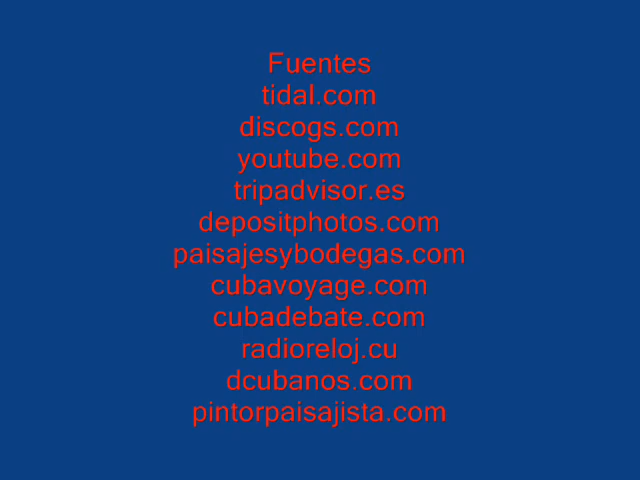 Fuentes
tidal.com
discogs.com
youtube.com
tripadvisor.es
depositphotos.com
paisajesybodegas.com
cubavoyage.com
cubadebate.com
radioreloj.cu
dcubanos.com
pintorpaisajista.com